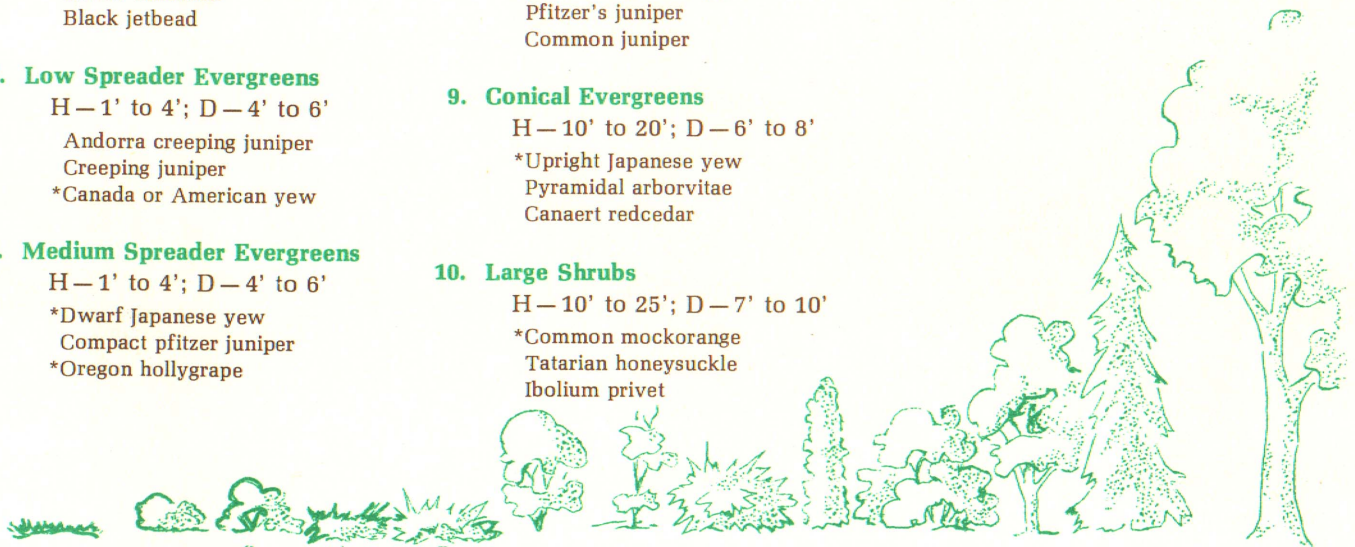 Black jetbead
. Low Spreader Evergreens
H — 1' to 4'; D — 4' to 6'
Andorra creeping juniper
Creeping juniper
*Canada or American yew
. Medium Spreader Evergreens
H — 1' to 4'; D — 4' to 6'
*Dwarf Japanese yew
Compact pfitzer juniper
*Oregon hollygrape
Pfitzer's juniper
Common juniper
9. Conical Evergreens
H — 10' to 20'; D — 6' to 8'
*Upright Japanese yew
Pyramidal arborvitae
Canaert redcedar
10. Large Shrubs
H — 10' to 25'; D — 7' to 10'
*Common mockorange
Tatarian honeysuckle
Ibolium privet